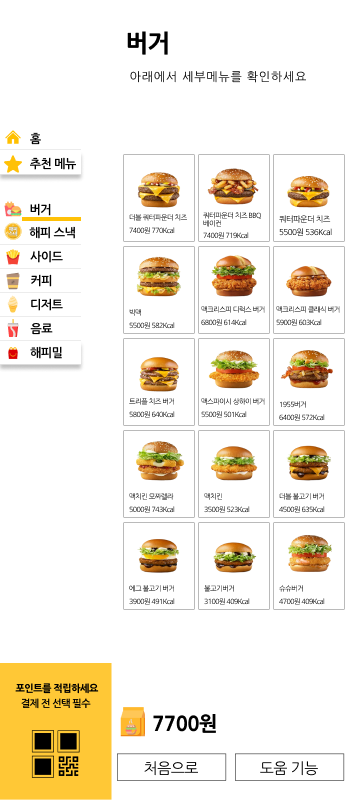 버거
아래에서 세부메뉴를 확인하세요
홈
추천 메뉴
버거
해피 스낵
사이드
커피
디저트
음료
해피밀
더블 쿼터파운더 치즈
7400원 770Kcal
쿼터파운더 치즈 BBQ
베이컨
7400원 719Kcal
쿼터파운더 치즈
5500원 536Kcal
빅맥
5500원 582Kcal
맥크리스피 디럭스 버거
6800원 614Kcal
맥크리스피 클래식 버거
5900원 603Kcal
트리플 치즈 버거
5800원 640Kcal
맥스파이시 상하이 버거
5500원 501Kcal
1955버거
6400원 572Kcal
맥치킨 모짜렐라
5000원 743Kcal
맥치킨
3500원 523Kcal
더블 불고기 버거
4500원 635Kcal
에그 불고기 버거
3900원 491Kcal
불고기버거
3100원 409Kcal
슈슈버거
4700원 409Kcal
포인트를 적립하세요
결제 전 선택 필수
7700원
처음으로
도움 기능